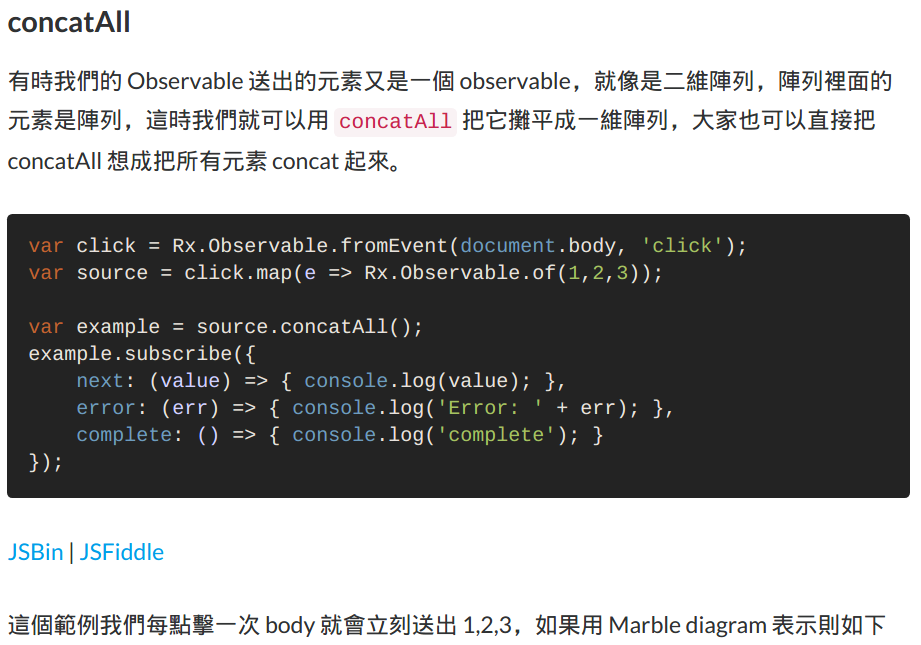 concatAll
有時我們的 Observable 送出的元素又是一個 observable，就像是二維陣列，陣列裡面的
元素是陣列，這時我們就可以用 concatAll 把它攤平成一維陣列，大家也可以直接把
concatAll 想成把所有元素 concat 起來。
var click = Rx.Observable.fromEvent(document.body, 'click');
var source = click.map(e => Rx.Observable.of(1,2,3));

var example = source.concatAll();
example.subscribe({
    next: (value) => { console.log(value); },
    error: (err) => { console.log('Error: ' + err); },
    complete: () => { console.log('complete'); }
});
JSBin | JSFiddle
這個範例我們每點擊一次 body 就會立刻送出 1,2,3，如果用 Marble diagram 表示則如下